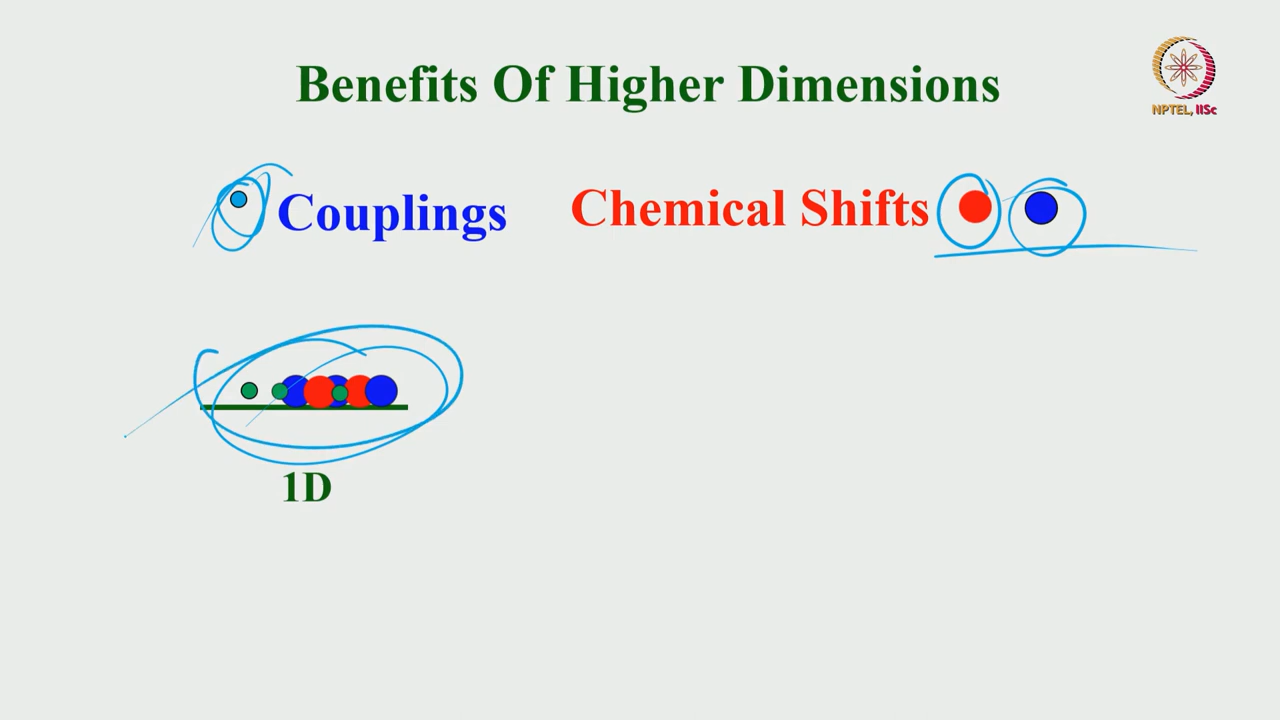 Benefits Of Higher Dimensions
NPTEL, IISc
Couplings
Chemical Shifts
1D